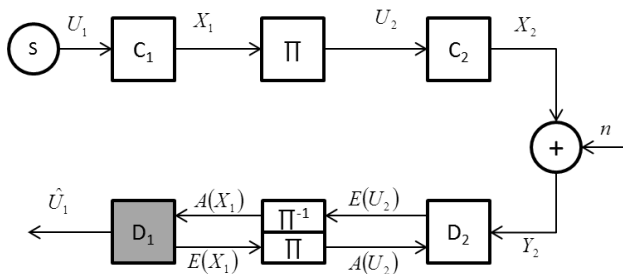 U₁ X₁ U₂ X₂
S C₁ Π C₂
+ n
Û₁ A(X₁) E(U₂)
D₁ Π⁻¹ D₂
Π
E(X₁) A(U₂) Y₂